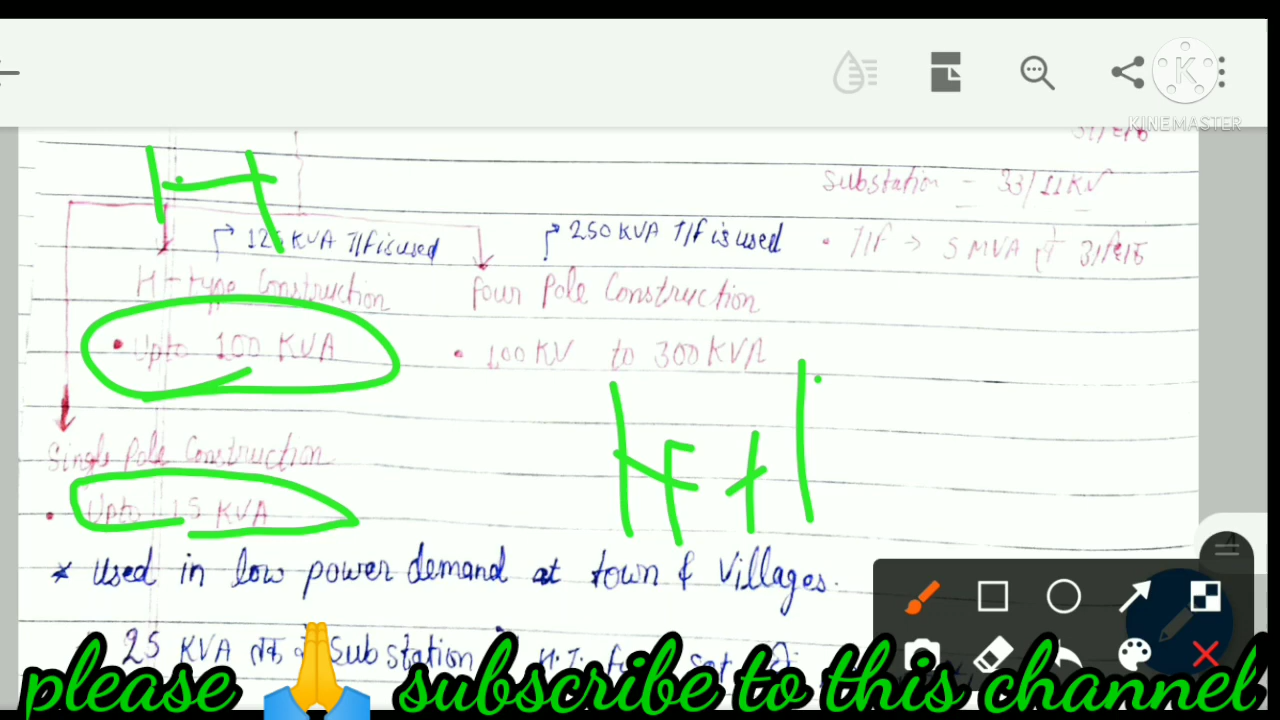 KINEMASTER
Substation - 33/11KV
125 KVA T/F is used
250 KVA T/F is used
• T/F → 5 MVA
H-type Construction
four Pole Construction
• Upto 100 KVA
• 100 KV to 300 KVA
Single Pole Construction
• Upto 15 KVA
* Used in low power demand at town & Villages.
25 KVA तक के Substation
please 🙏 subscribe to this channel